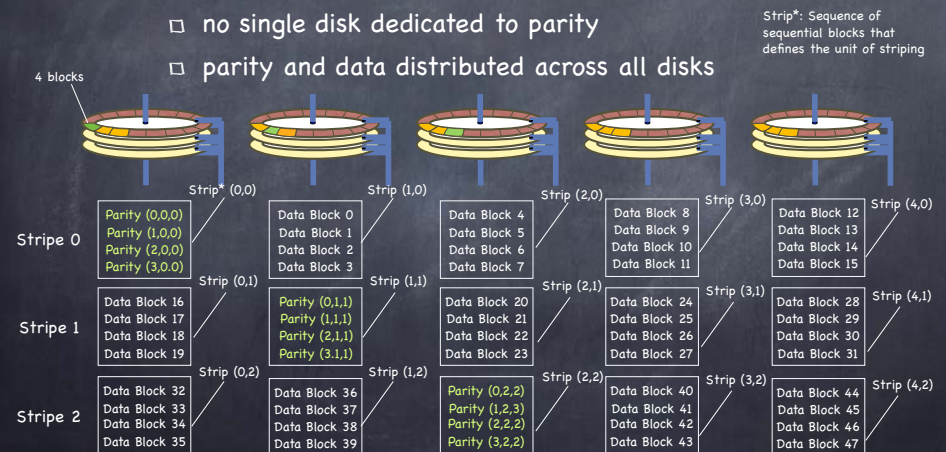 no single disk dedicated to parity
parity and data distributed across all disks
Strip*: Sequence of
sequential blocks that
defines the unit of striping
4 blocks
Stripe 0
Strip* (0,0)
Parity (0,0,0)
Parity (1,0,0)
Parity (2,0,0)
Parity (3,0.0)
Strip (1,0)
Data Block 0
Data Block 1
Data Block 2
Data Block 3
Strip (2,0)
Data Block 4
Data Block 5
Data Block 6
Data Block 7
Strip (3,0)
Data Block 8
Data Block 9
Data Block 10
Data Block 11
Strip (4,0)
Data Block 12
Data Block 13
Data Block 14
Data Block 15
Stripe 1
Strip (0,1)
Data Block 16
Data Block 17
Data Block 18
Data Block 19
Strip (1,1)
Parity (0,1,1)
Parity (1,1,1)
Parity (2,1,1)
Parity (3.1,1)
Strip (2,1)
Data Block 20
Data Block 21
Data Block 22
Data Block 23
Strip (3,1)
Data Block 24
Data Block 25
Data Block 26
Data Block 27
Strip (4,1)
Data Block 28
Data Block 29
Data Block 30
Data Block 31
Stripe 2
Strip (0,2)
Data Block 32
Data Block 33
Data Block 34
Data Block 35
Strip (1,2)
Data Block 36
Data Block 37
Data Block 38
Data Block 39
Strip (2,2)
Parity (0,2,2)
Parity (1,2,3)
Parity (2,2,2)
Parity (3,2,2)
Strip (3,2)
Data Block 40
Data Block 41
Data Block 42
Data Block 43
Strip (4,2)
Data Block 44
Data Block 45
Data Block 46
Data Block 47